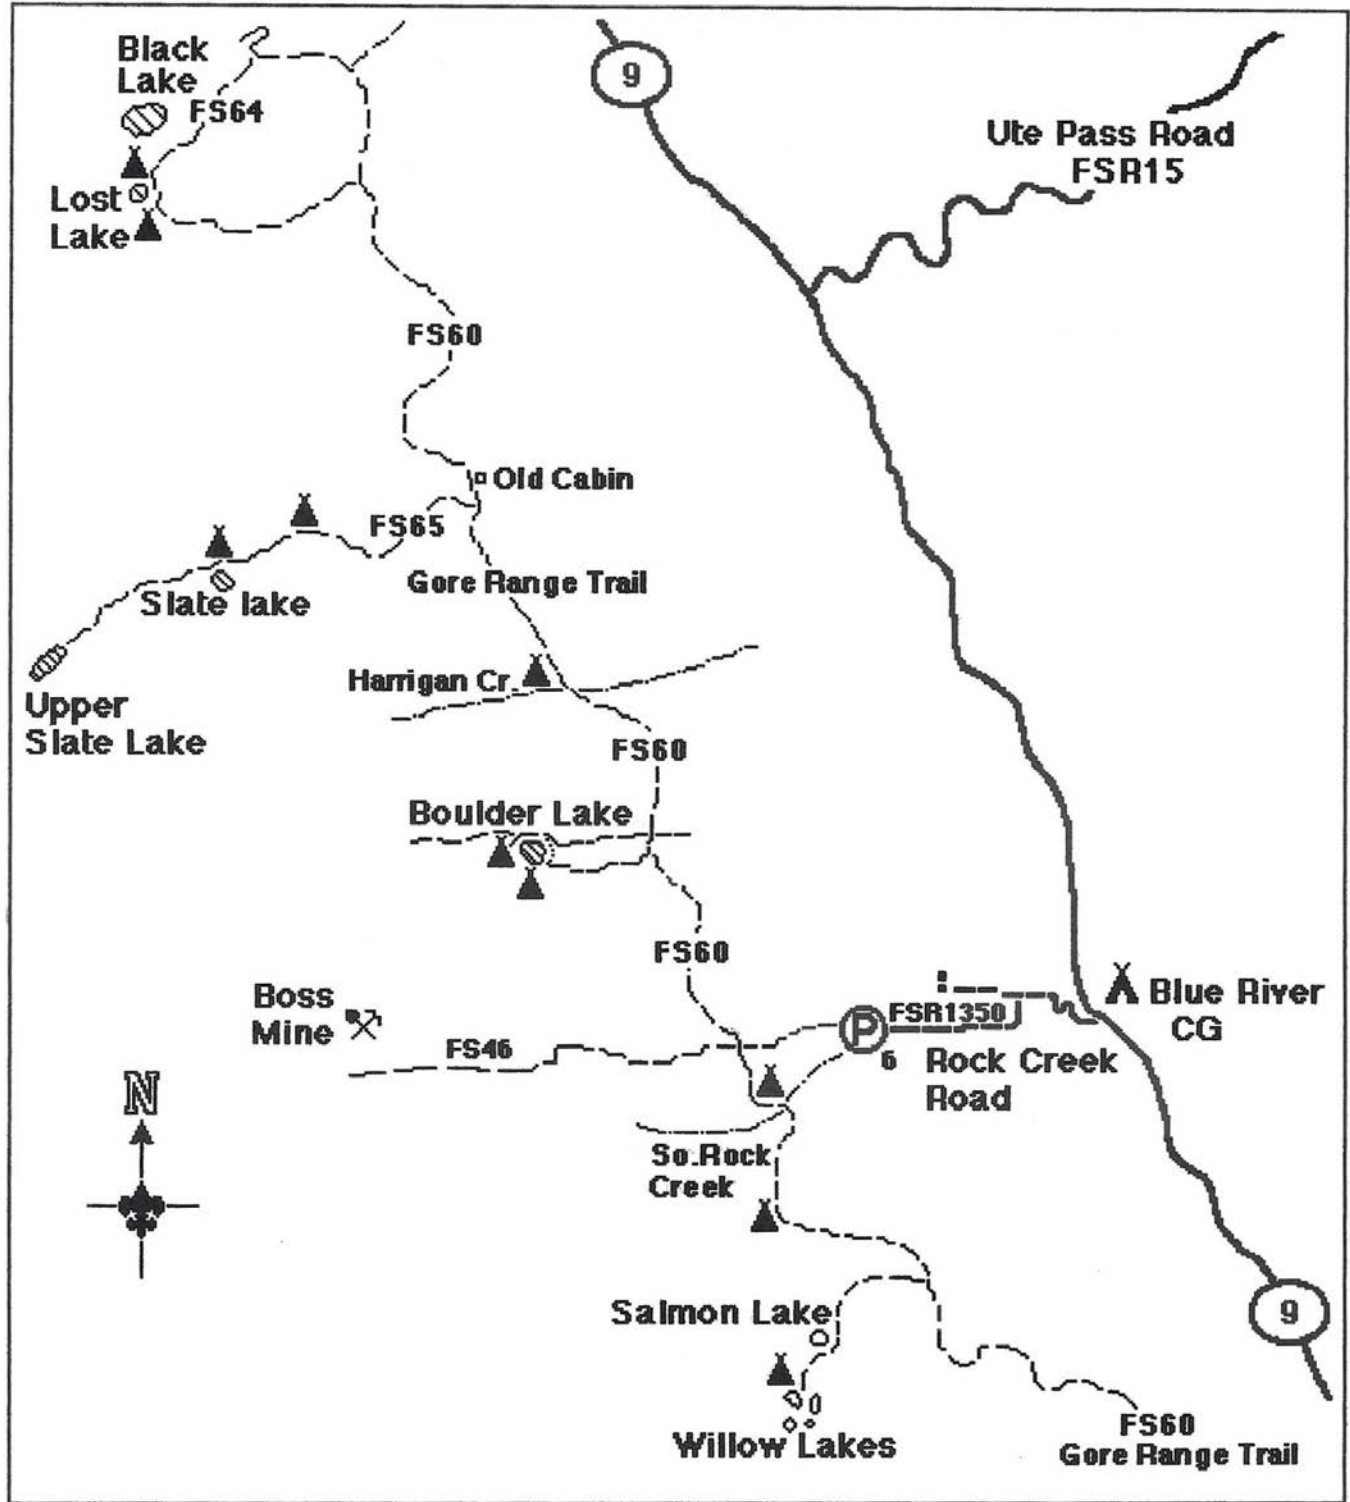 Black
Lake
FS64
9
Ute Pass Road
FSR15
Lost
Lake
FS60
Old Cabin
FS65
Gore Range Trail
Slate lake
Harrigan Cr.
Upper
Slate Lake
FS60
Boulder Lake
FS60
Boss
Mine
FS46
P
6
FSR1350
Rock Creek
Road
Blue River
CG
N
So.Rock
Creek
Salmon Lake
9
Willow Lakes
FS60
Gore Range Trail